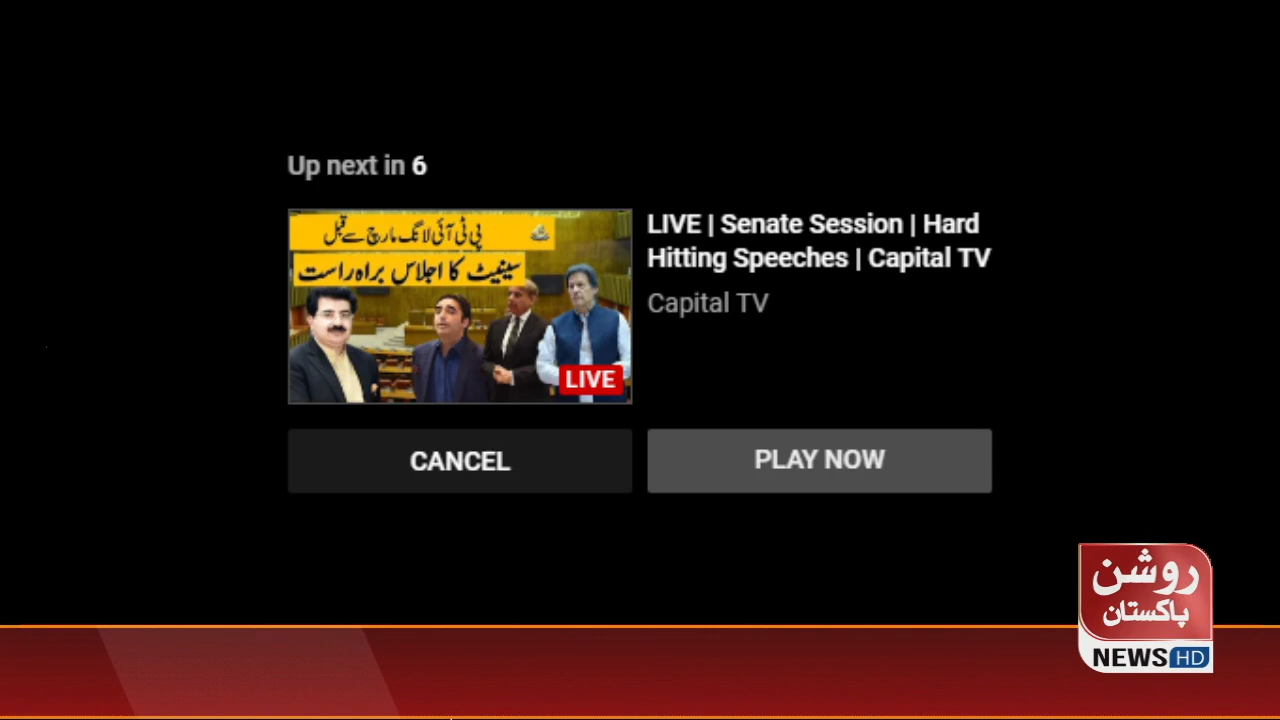 Up next in 6
پی ٹی آئی لانگ مارچ سے قبل
سینیٹ کا اجلاس براہ راست
LIVE
LIVE | Senate Session | Hard
Hitting Speeches | Capital TV
Capital TV
CANCEL
PLAY NOW
روشن
پاکستان
NEWS HD